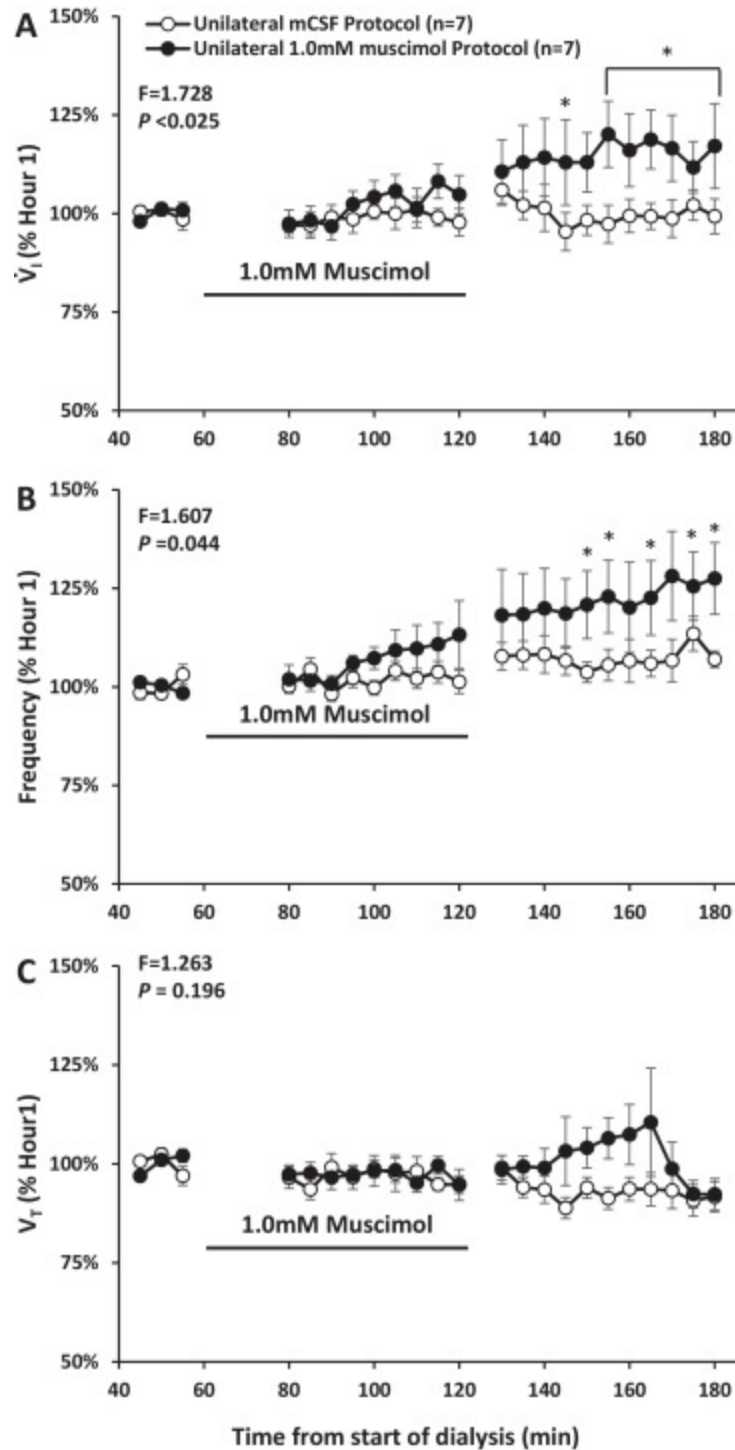 A
Unilateral mCSF Protocol (n=7)
Unilateral 1.0mM muscimol Protocol (n=7)
F=1.728
P <0.025
*
*
150%
125%
100%
75%
50%
V̇I (% Hour 1)
1.0mM Muscimol
40 60 80 100 120 140 160 180
B
F=1.607
P =0.044
* * * * *
150%
125%
100%
75%
50%
Frequency (% Hour 1)
1.0mM Muscimol
40 60 80 100 120 140 160 180
C
F=1.263
P = 0.196
150%
125%
100%
75%
50%
VT (% Hour1)
1.0mM Muscimol
40 60 80 100 120 140 160 180
Time from start of dialysis (min)